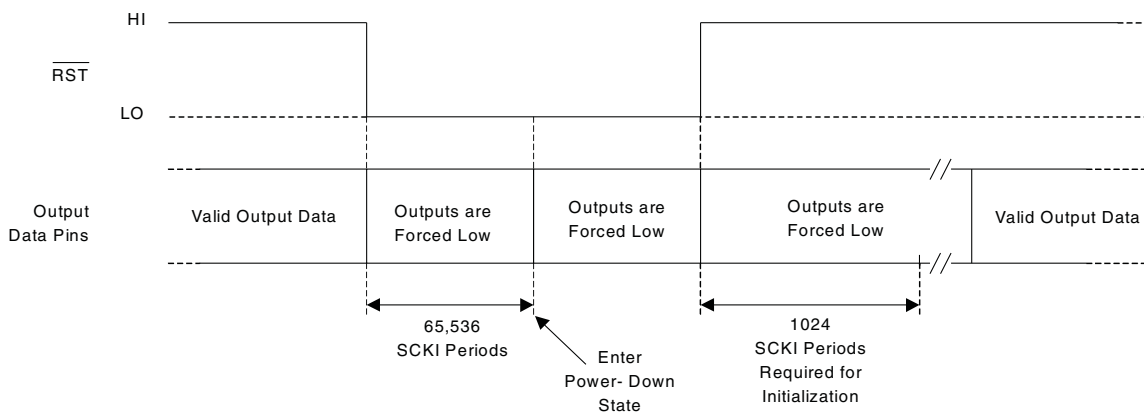 HI
RST
LO
Output
Data Pins
Valid Output Data
Outputs are
Forced Low
Outputs are
Forced Low
Outputs are
Forced Low
Valid Output Data
65,536
SCKI Periods
Enter
Power- Down
State
1024
SCKI Periods
Required for
Initialization